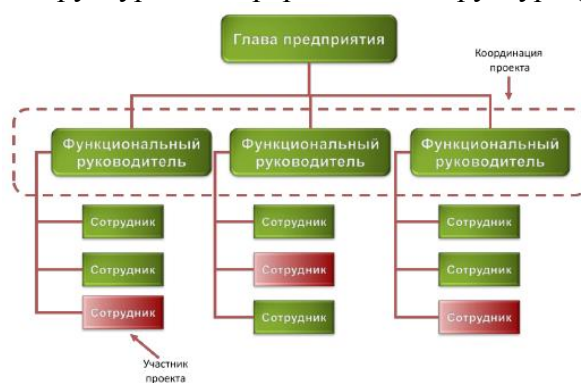 Глава предприятия
Координация
проекта
Функциональный
руководитель
Функциональный
руководитель
Функциональный
руководитель
Сотрудник
Сотрудник
Сотрудник
Сотрудник
Сотрудник
Сотрудник
Сотрудник
Сотрудник
Сотрудник
Участник
проекта